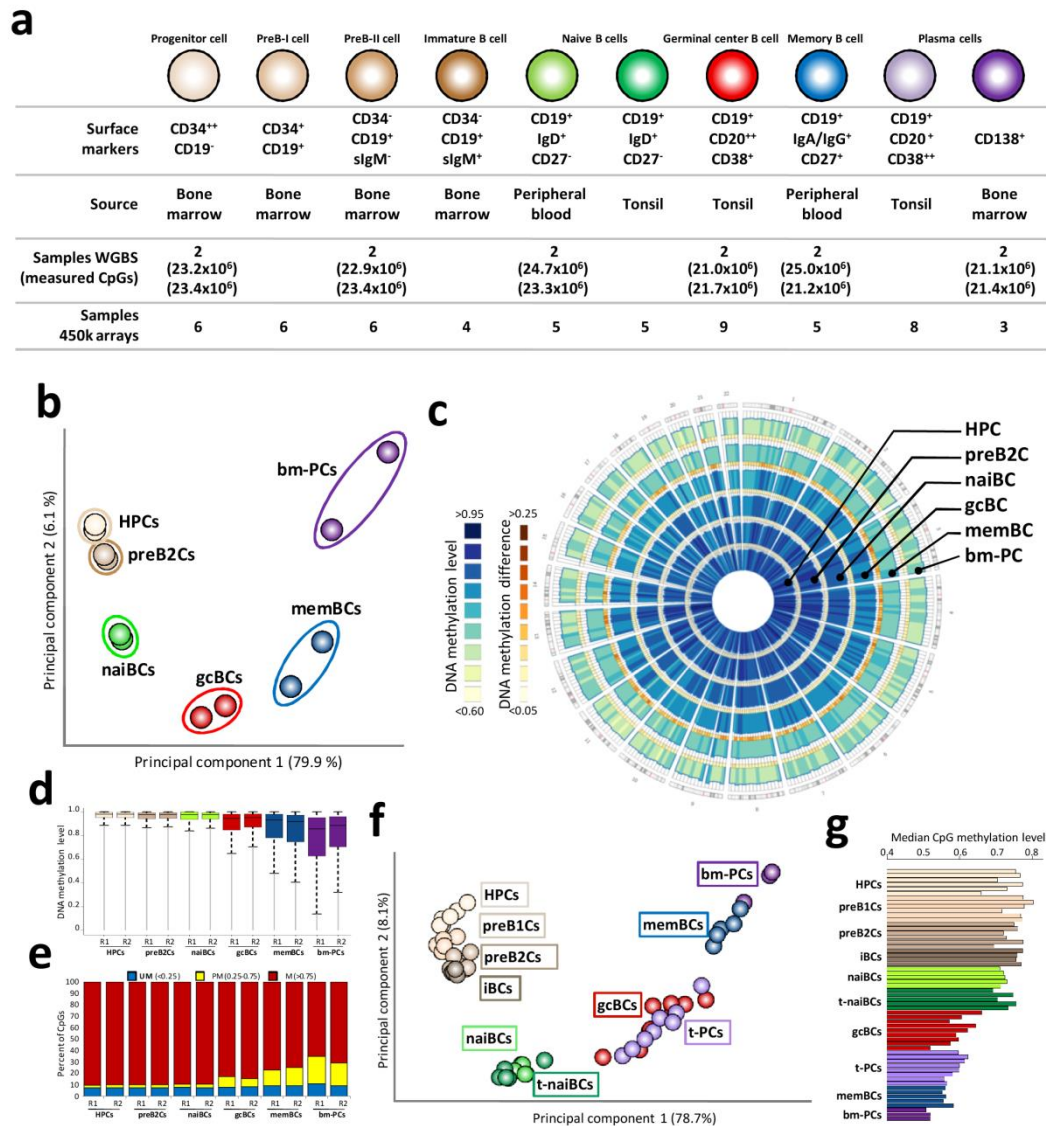 a
Progenitor cell PreB-I cell PreB-II cell Immature B cell Naive B cells Germinal center B cell Memory B cell Plasma cells
Surface markers
CD34⁺⁺ CD19⁻
CD34⁺ CD19⁺
CD34⁻ CD19⁺ sIgM⁻
CD34⁻ CD19⁺ sIgM⁺
CD19⁺ IgD⁺ CD27⁻
CD19⁺ IgD⁺ CD27⁻
CD19⁺ CD20⁺⁺ CD38⁺
CD19⁺ IgA/IgG⁺ CD27⁺
CD19⁺ CD20⁺ CD38⁺⁺
CD138⁺
Source
Bone marrow
Bone marrow
Bone marrow
Bone marrow
Peripheral blood
Tonsil
Tonsil
Peripheral blood
Tonsil
Bone marrow
Samples WGBS (measured CpGs)
2 (23.2x10⁶) (23.4x10⁶)
2 (22.9x10⁶) (23.4x10⁶)
2 (24.7x10⁶) (23.3x10⁶)
2 (21.0x10⁶) (21.7x10⁶)
2 (25.0x10⁶) (21.2x10⁶)
2 (21.1x10⁶) (21.4x10⁶)
Samples 450k arrays
6 6 6 4 5 5 9 5 8 3
b
Principal component 2 (6.1 %)
bm-PCs
HPCs
preB2Cs
memBCs
naiBCs
gcBCs
Principal component 1 (79.9 %)
c
HPC
preB2C
naiBC
gcBC
memBC
bm-PC
>0.95
DNA methylation level
<0.60
>0.25
DNA methylation difference
<0.05
d
DNA methylation level
1.0
0.8
0.6
0.4
0.2
0
R1 R2 R1 R2 R1 R2 R1 R2 R1 R2 R1 R2
HPCs preB2Cs naiBCs gcBCs memBCs bm-PCs
e
UM (<0.25) PM (0.25-0.75) M (>0.75)
Percent of CpGs
100
90
80
70
60
50
40
30
20
10
0
R1 R2 R1 R2 R1 R2 R1 R2 R1 R2 R1 R2
HPCs preB2Cs naiBCs gcBCs memBCs bm-PCs
f
Principal component 2 (8.1%)
bm-PCs
HPCs
preB1Cs
memBCs
preB2Cs
iBCs
gcBCs
t-PCs
naiBCs
t-naiBCs
Principal component 1 (78.7%)
g
Median CpG methylation level
0.4 0.5 0.6 0.7 0.8
HPCs
preB1Cs
preB2Cs
iBCs
naiBCs
t-naiBCs
gcBCs
t-PCs
memBCs
bm-PCs